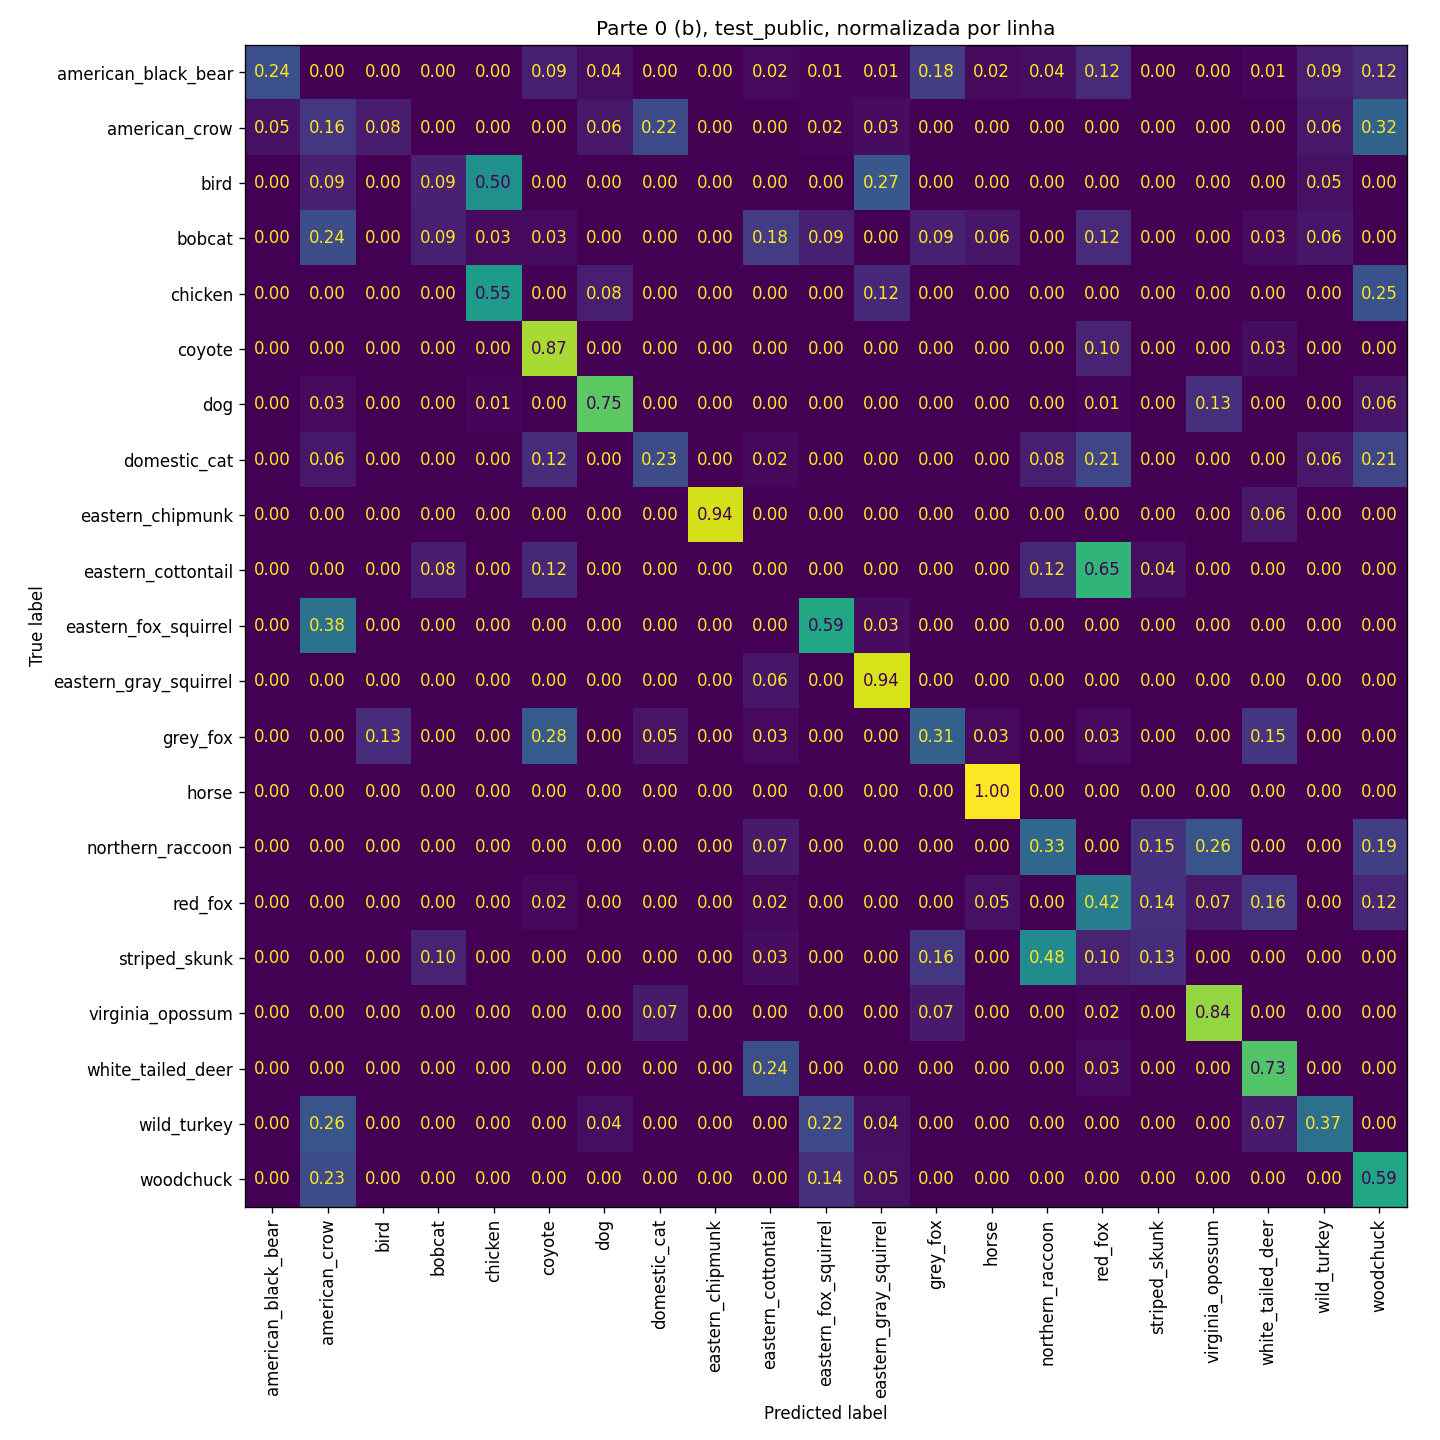 Parte 0 (b), test_public, normalizada por linha
american_black_bear 0.24 0.00 0.00 0.00 0.00 0.09 0.04 0.00 0.00 0.02 0.01 0.01 0.18 0.02 0.04 0.12 0.00 0.00 0.01 0.09 0.12
american_crow 0.05 0.16 0.08 0.00 0.00 0.00 0.06 0.22 0.00 0.00 0.02 0.03 0.00 0.00 0.00 0.00 0.00 0.00 0.00 0.06 0.32
bird 0.00 0.09 0.00 0.09 0.50 0.00 0.00 0.00 0.00 0.00 0.00 0.27 0.00 0.00 0.00 0.00 0.00 0.00 0.00 0.05 0.00
bobcat 0.00 0.24 0.00 0.09 0.03 0.03 0.00 0.00 0.00 0.18 0.09 0.00 0.09 0.06 0.00 0.12 0.00 0.00 0.03 0.06 0.00
chicken 0.00 0.00 0.00 0.00 0.55 0.00 0.08 0.00 0.00 0.00 0.00 0.12 0.00 0.00 0.00 0.00 0.00 0.00 0.00 0.00 0.25
coyote 0.00 0.00 0.00 0.00 0.00 0.87 0.00 0.00 0.00 0.00 0.00 0.00 0.00 0.00 0.00 0.10 0.00 0.00 0.03 0.00 0.00
dog 0.00 0.03 0.00 0.00 0.01 0.00 0.75 0.00 0.00 0.00 0.00 0.00 0.00 0.00 0.00 0.01 0.00 0.13 0.00 0.00 0.06
domestic_cat 0.00 0.06 0.00 0.00 0.00 0.12 0.00 0.23 0.00 0.02 0.00 0.00 0.00 0.00 0.08 0.21 0.00 0.00 0.00 0.06 0.21
eastern_chipmunk 0.00 0.00 0.00 0.00 0.00 0.00 0.00 0.00 0.94 0.00 0.00 0.00 0.00 0.00 0.00 0.00 0.00 0.00 0.06 0.00 0.00
eastern_cottontail 0.00 0.00 0.00 0.08 0.00 0.12 0.00 0.00 0.00 0.00 0.00 0.00 0.00 0.00 0.12 0.65 0.04 0.00 0.00 0.00 0.00
eastern_fox_squirrel 0.00 0.38 0.00 0.00 0.00 0.00 0.00 0.00 0.00 0.00 0.59 0.03 0.00 0.00 0.00 0.00 0.00 0.00 0.00 0.00 0.00
eastern_gray_squirrel 0.00 0.00 0.00 0.00 0.00 0.00 0.00 0.00 0.00 0.06 0.00 0.94 0.00 0.00 0.00 0.00 0.00 0.00 0.00 0.00 0.00
grey_fox 0.00 0.00 0.13 0.00 0.00 0.28 0.00 0.05 0.00 0.03 0.00 0.00 0.31 0.03 0.00 0.03 0.00 0.00 0.15 0.00 0.00
horse 0.00 0.00 0.00 0.00 0.00 0.00 0.00 0.00 0.00 0.00 0.00 0.00 0.00 1.00 0.00 0.00 0.00 0.00 0.00 0.00 0.00
northern_raccoon 0.00 0.00 0.00 0.00 0.00 0.00 0.00 0.00 0.00 0.07 0.00 0.00 0.00 0.00 0.33 0.00 0.15 0.26 0.00 0.00 0.19
red_fox 0.00 0.00 0.00 0.00 0.00 0.02 0.00 0.00 0.00 0.02 0.00 0.00 0.00 0.05 0.00 0.42 0.14 0.07 0.16 0.00 0.12
striped_skunk 0.00 0.00 0.00 0.10 0.00 0.00 0.00 0.00 0.00 0.03 0.00 0.00 0.16 0.00 0.48 0.10 0.13 0.00 0.00 0.00 0.00
virginia_opossum 0.00 0.00 0.00 0.00 0.00 0.00 0.00 0.07 0.00 0.00 0.00 0.00 0.07 0.00 0.00 0.02 0.00 0.84 0.00 0.00 0.00
white_tailed_deer 0.00 0.00 0.00 0.00 0.00 0.00 0.00 0.00 0.00 0.24 0.00 0.00 0.00 0.00 0.00 0.03 0.00 0.00 0.73 0.00 0.00
wild_turkey 0.00 0.26 0.00 0.00 0.00 0.00 0.04 0.00 0.00 0.00 0.22 0.04 0.00 0.00 0.00 0.00 0.00 0.00 0.07 0.37 0.00
woodchuck 0.00 0.23 0.00 0.00 0.00 0.00 0.00 0.00 0.00 0.00 0.14 0.05 0.00 0.00 0.00 0.00 0.00 0.00 0.00 0.00 0.59
True label
american_black_bear
american_crow
bird
bobcat
chicken
coyote
dog
domestic_cat
eastern_chipmunk
eastern_cottontail
eastern_fox_squirrel
eastern_gray_squirrel
grey_fox
horse
northern_raccoon
red_fox
striped_skunk
virginia_opossum
white_tailed_deer
wild_turkey
woodchuck
Predicted label